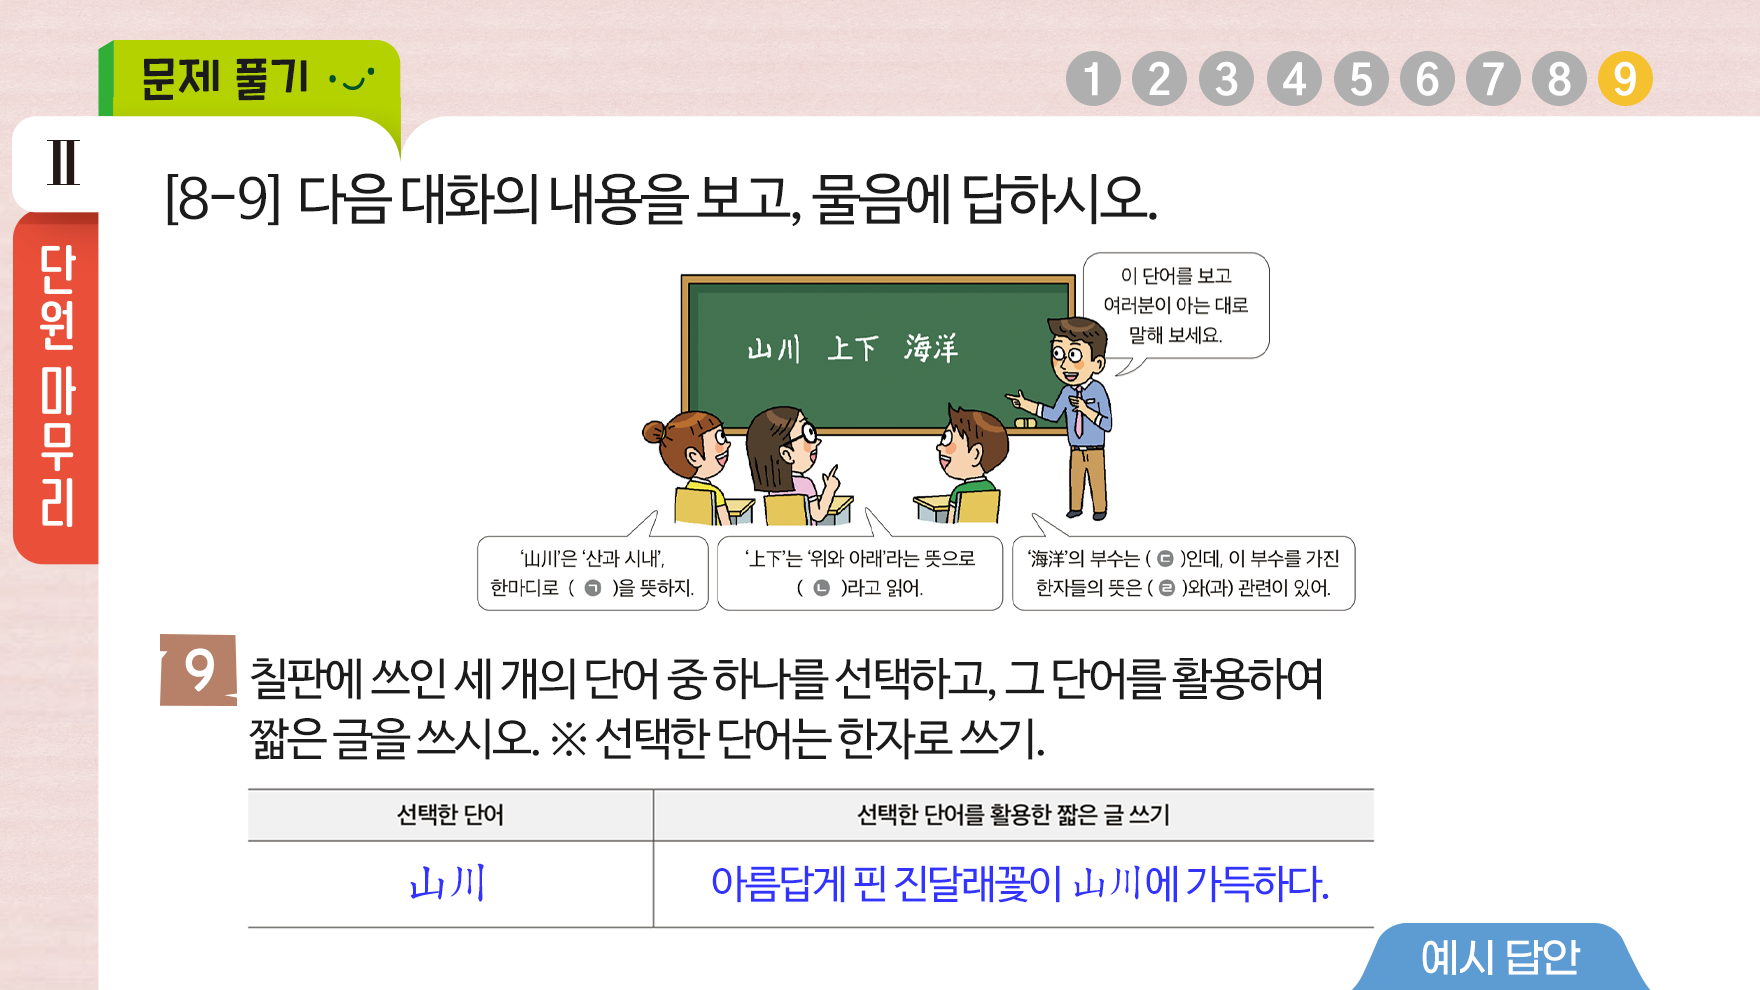 문제 풀기
1 2 3 4 5 6 7 8 9
Ⅱ
단원 마무리
[8-9] 다음 대화의 내용을 보고, 물음에 답하시오.
이 단어를 보고
여러분이 아는 대로
말해 보세요.
山川 上下 海洋
‘山川’은 ‘산과 시내’,
한마디로 ( ㄱ )을 뜻하지.
‘上下’는 ‘위와 아래’라는 뜻으로
( ㄴ )라고 읽어.
‘海洋’의 부수는 ( ㄷ )인데, 이 부수를 가진
한자들의 뜻은 ( ㄹ )와(과) 관련이 있어.
9 칠판에 쓰인 세 개의 단어 중 하나를 선택하고, 그 단어를 활용하여
짧은 글을 쓰시오. ※ 선택한 단어는 한자로 쓰기.
선택한 단어 선택한 단어를 활용한 짧은 글 쓰기
山川 아름답게 핀 진달래꽃이 山川에 가득하다.
예시 답안